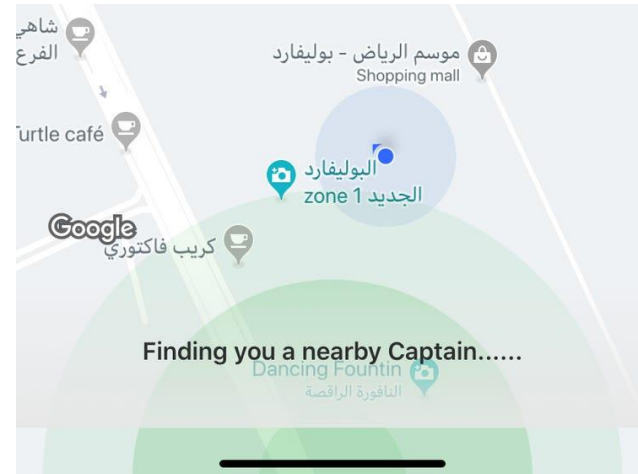 شاهي
الفرع
موسم الرياض - بوليفارد
Shopping mall
Turtle café
البوليفارد
الجديد zone 1
Google
كريب فاكتوري
Finding you a nearby Captain......
Dancing Fountin
النافورة الراقصة